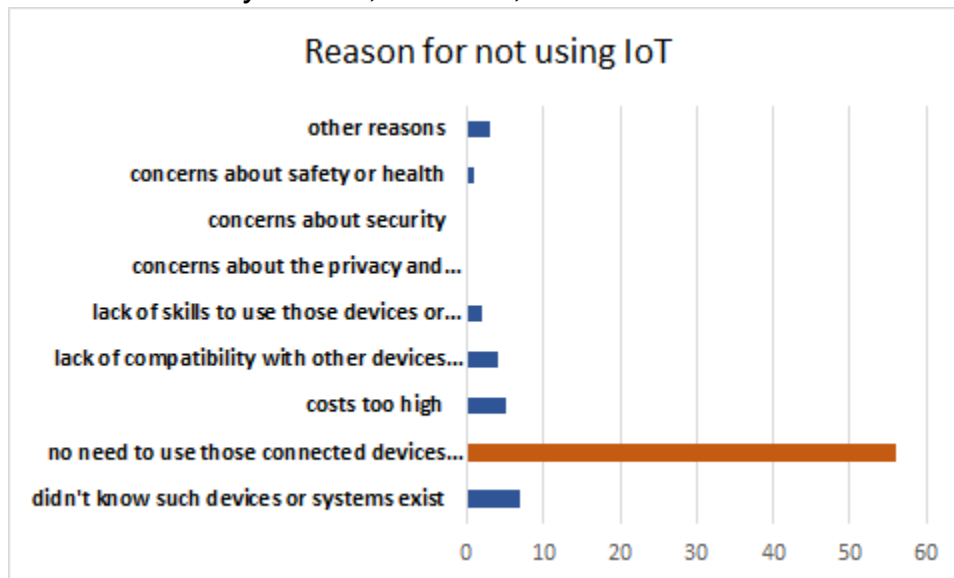 Reason for not using IoT
other reasons
concerns about safety or health
concerns about security
concerns about the privacy and...
lack of skills to use those devices or...
lack of compatibility with other devices...
costs too high
no need to use those connected devices...
didn't know such devices or systems exist
0 10 20 30 40 50 60